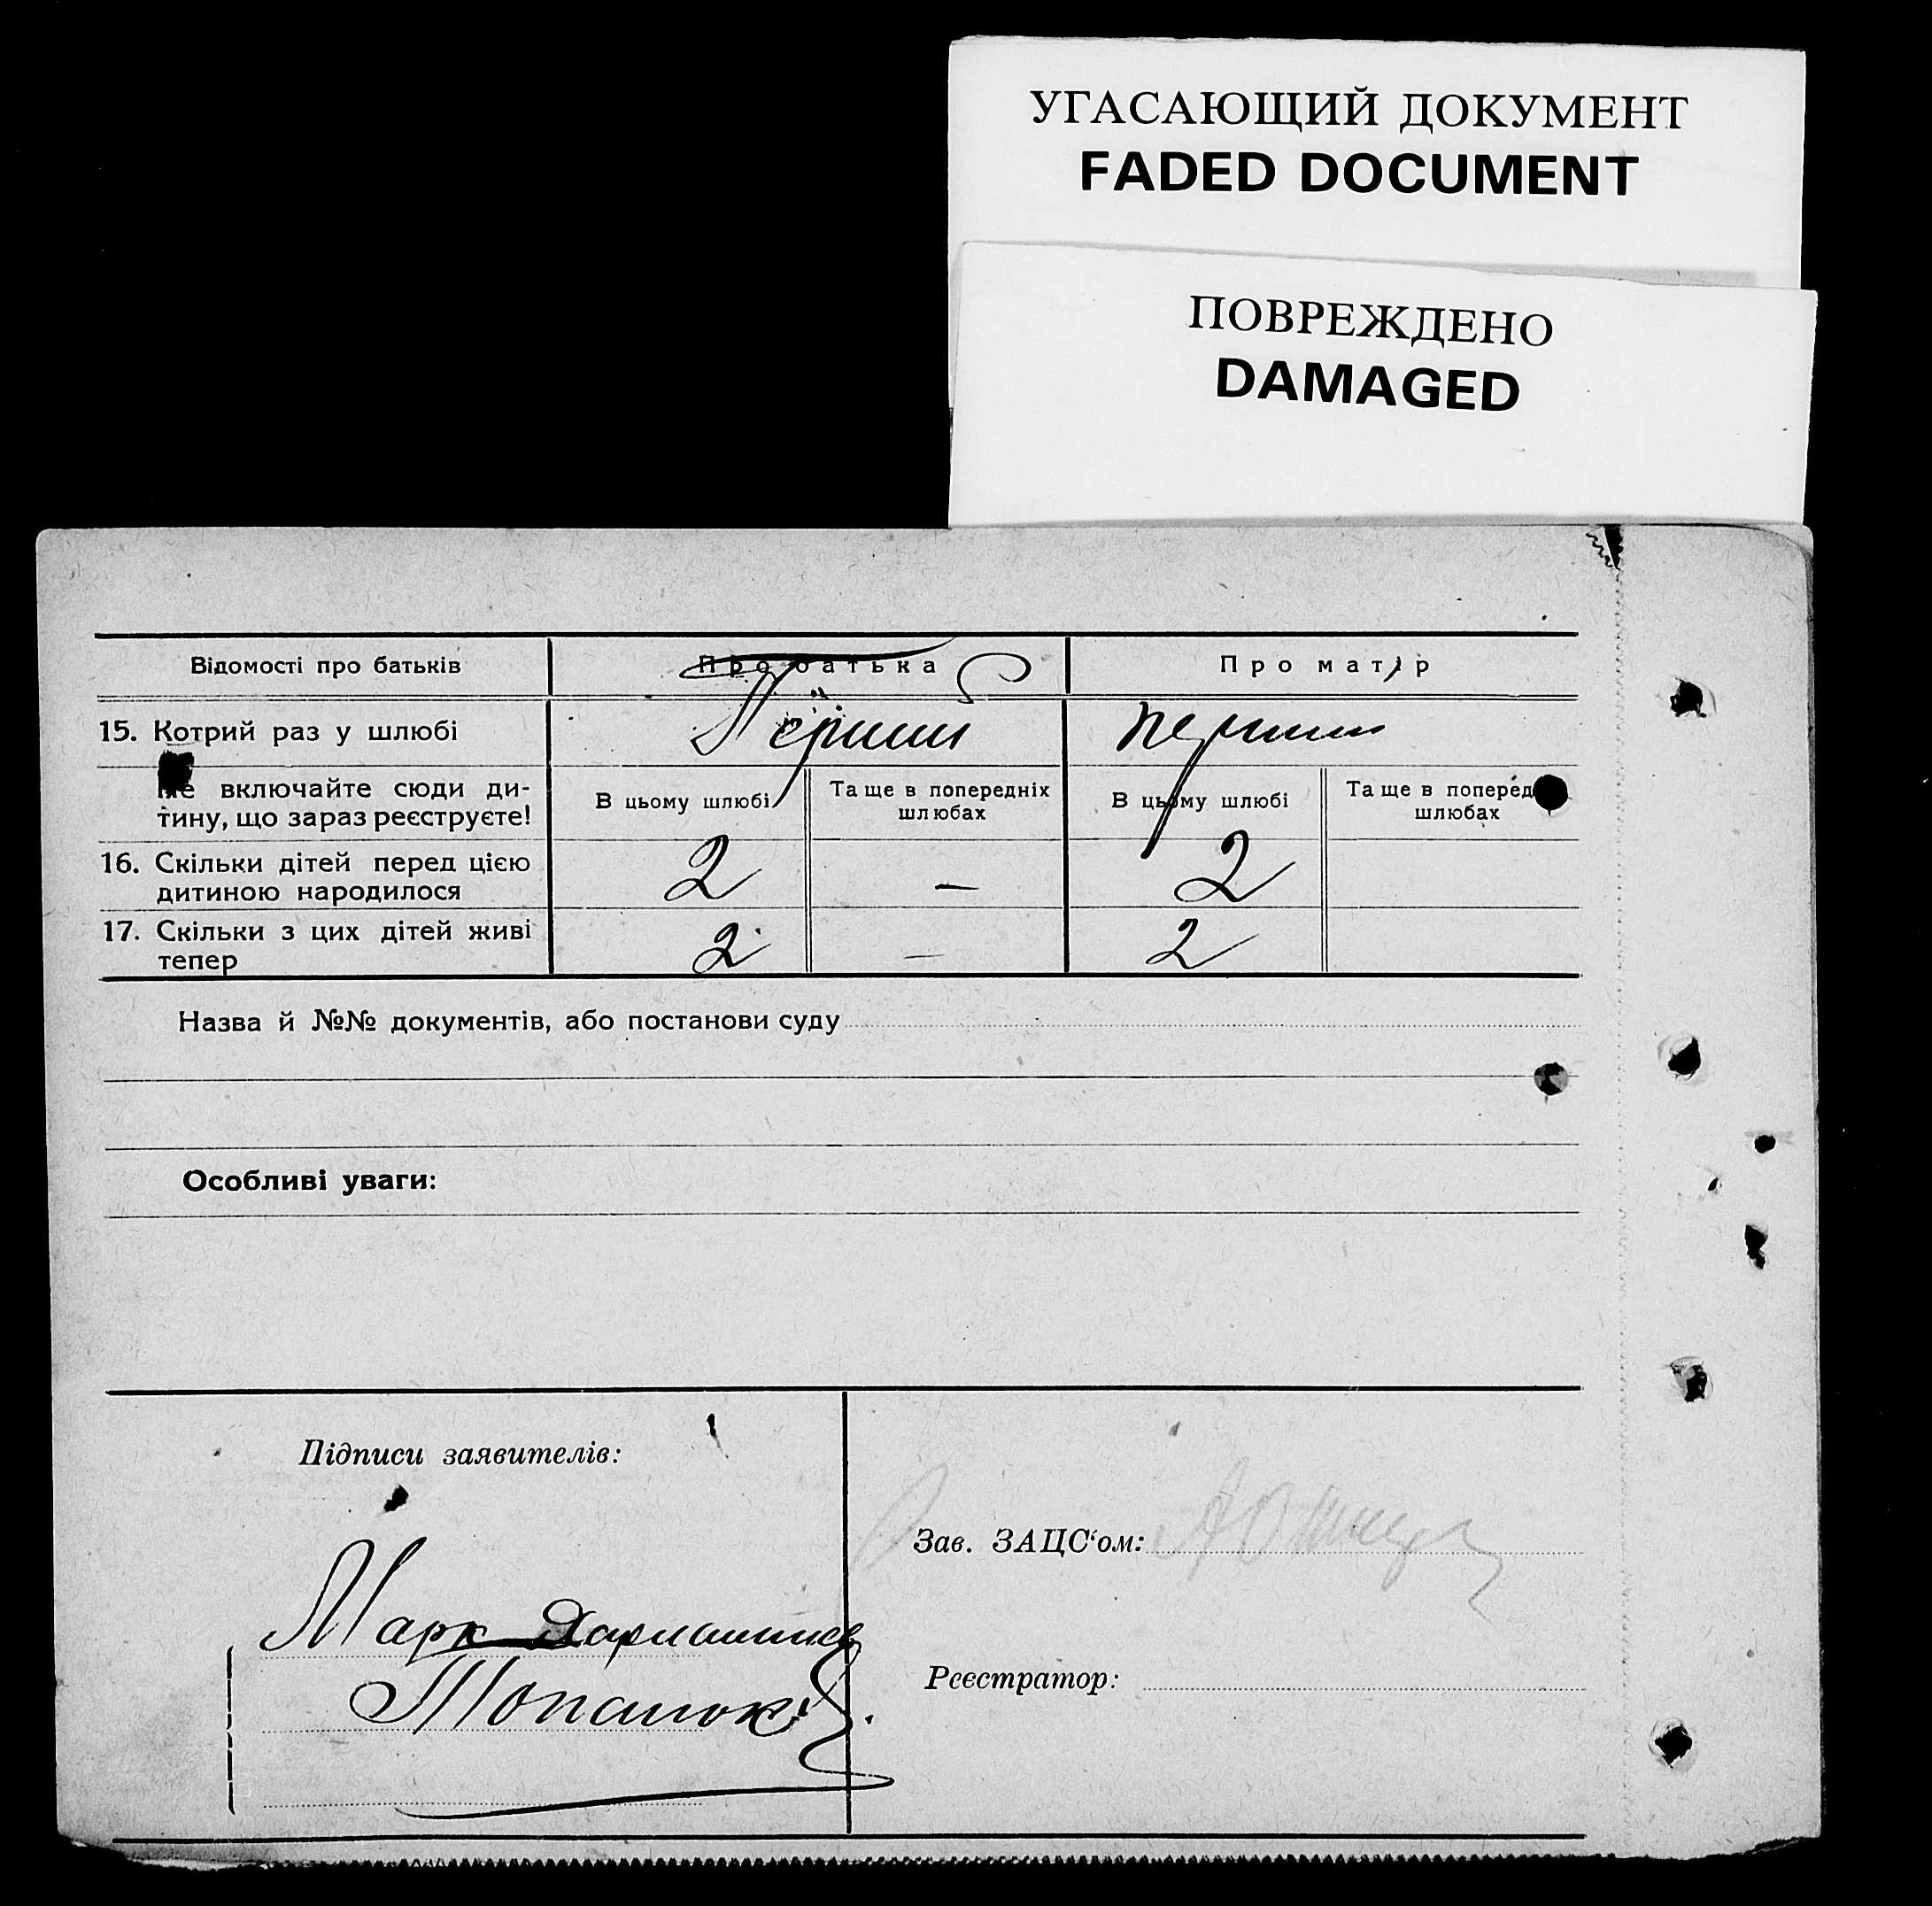 УГАСАЮЩИЙ ДОКУМЕНТ
FADED DOCUMENT
ПОВРЕЖДЕНО
DAMAGED
Відомості про батьків
Про батька
Про матір
15. Котрий раз у шлюбі
Перший
перший
Не включайте сюди ди-
тину, що зараз реєструєте!
В цьому шлюбі
Та ще в попередніх
шлюбах
В цьому шлюбі
Та ще в поперед
шлюбах
16. Скільки дітей перед цією
дитиною народилося
2
—
2
17. Скільки з цих дітей живі
тепер
2
—
2
Назва й №№ документів, або постанови суду
Особливі уваги:
Підписи заявителів:
Марк
Зав. ЗАЦС'ом:
Реєстратор: